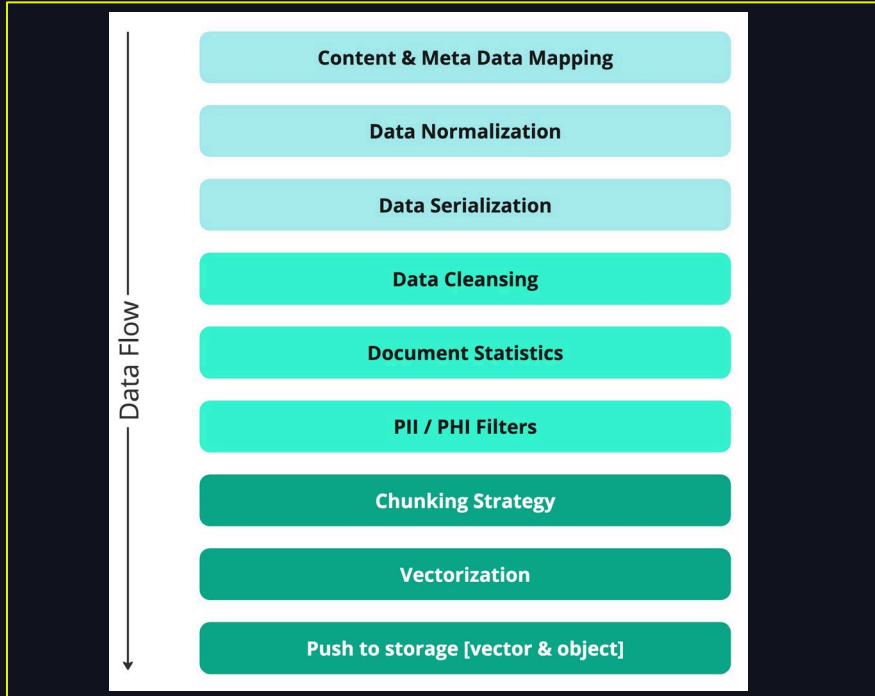 Content & Meta Data Mapping
Data Normalization
Data Serialization
Data Cleansing
Document Statistics
PII / PHI Filters
Chunking Strategy
Vectorization
Push to storage [vector & object]
Data Flow